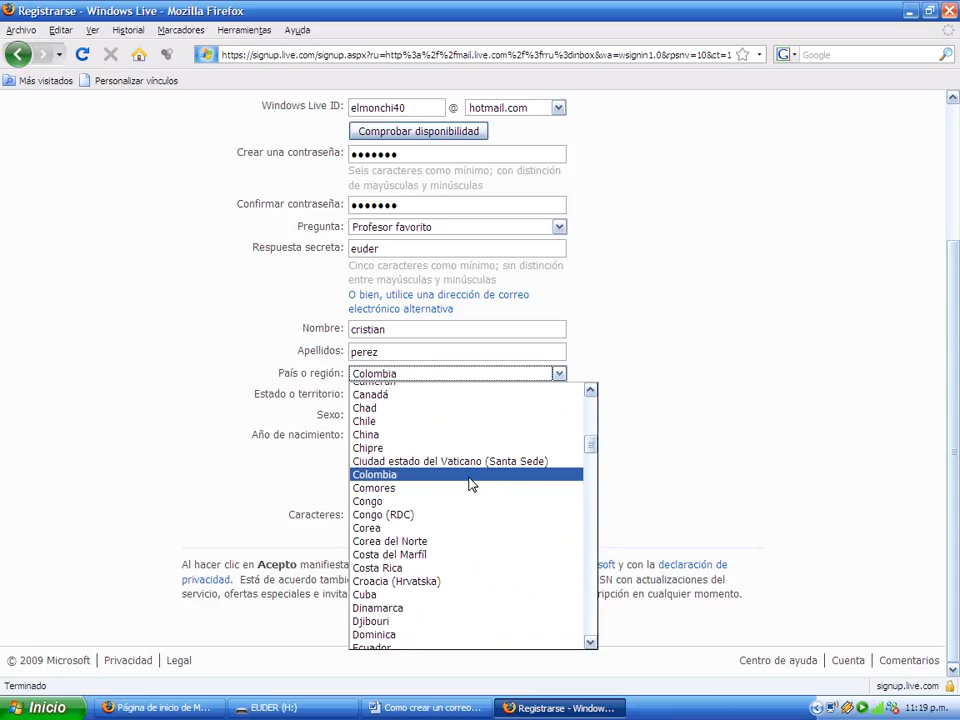 Registrarse - Windows Live - Mozilla Firefox
Archivo Editar Ver Historial Marcadores Herramientas Ayuda
https://signup.live.com/signup.aspx?ru=http%3a%2f%2fmail.live.com%2f%3frru%3dinbox&wa=wsignin1.0&rpsnv=10&ct=1
Google
Más visitados Personalizar vínculos
Windows Live ID: elmonchi40 @ hotmail.com
Comprobar disponibilidad
Crear una contraseña: •••••••
Seis caracteres como mínimo; con distinción
de mayúsculas y minúsculas
Confirmar contraseña: •••••••
Pregunta: Profesor favorito
Respuesta secreta: euder
Cinco caracteres como mínimo; sin distinción
entre mayúsculas y minúsculas
O bien, utilice una dirección de correo
electrónico alternativa
Nombre: cristian
Apellidos: perez
País o región: Colombia
Camerún
Estado o territorio: Canadá
Chad
Sexo: Chile
Año de nacimiento: China
Chipre
Ciudad estado del Vaticano (Santa Sede)
Colombia
Comores
Congo
Caracteres: Congo (RDC)
Corea
Corea del Norte
Costa del Marfil
Costa Rica
Croacia (Hrvatska)
Cuba
Dinamarca
Djibouri
Dominica
Ecuador
Al hacer clic en Acepto manifiesta soft y con la declaración de
privacidad. Está de acuerdo tambi SN con actualizaciones del
servicio, ofertas especiales e invita ripción en cualquier momento.
© 2009 Microsoft Privacidad Legal Centro de ayuda Cuenta Comentarios
Terminado signup.live.com
Inicio Página de inicio de M... EUDER (H:) Como crear un correo... Registrarse - Window... 11:19 p.m.